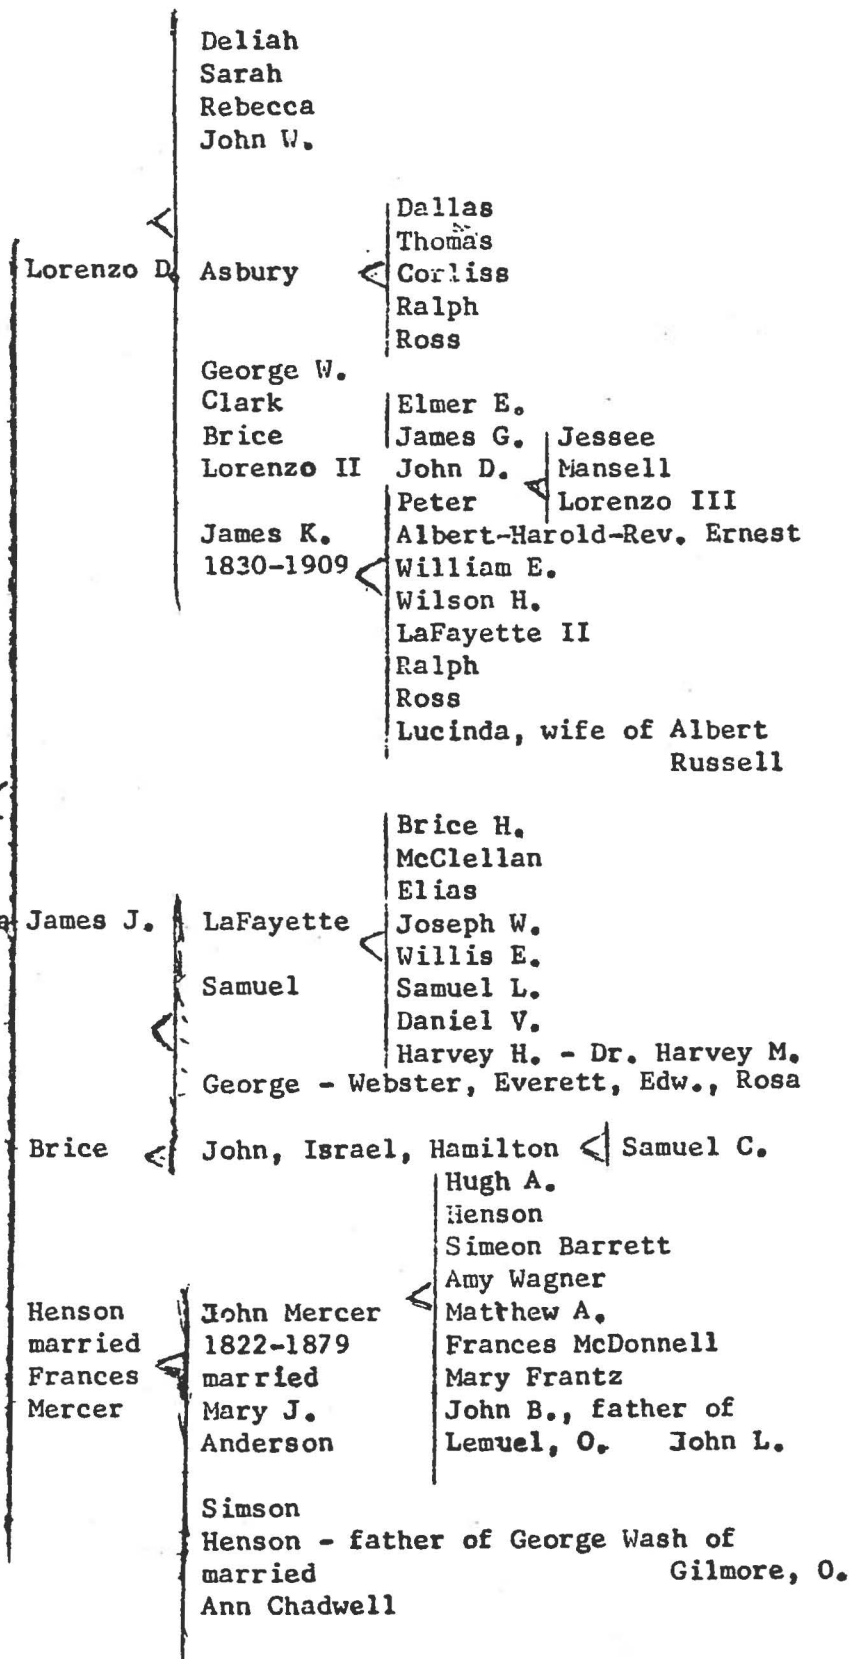 Deliah
Sarah
Rebecca
John W.
Dallas
Thomas
Lorenzo D. Asbury Corliss
Ralph
Ross
George W.
Clark Elmer E.
Brice James G. Jessee
Lorenzo II John D. Mansell
Peter Lorenzo III
James K. Albert-Harold-Rev. Ernest
1830-1909 William E.
Wilson H.
LaFayette II
Ralph
Ross
Lucinda, wife of Albert
Russell
Brice H.
McClellan
Elias
James J. LaFayette Joseph W.
Willis E.
Samuel Samuel L.
Daniel V.
Harvey H. - Dr. Harvey M.
George - Webster, Everett, Edw., Rosa
Brice John, Israel, Hamilton Samuel C.
Hugh A.
Henson
Simeon Barrett
Amy Wagner
Henson John Mercer Matthew A.
married 1822-1879 Frances McDonnell
Frances married Mary Frantz
Mercer Mary J. John B., father of
Anderson Lemuel, O. John L.
Simson
Henson - father of George Wash of
married Gilmore, O.
Ann Chadwell